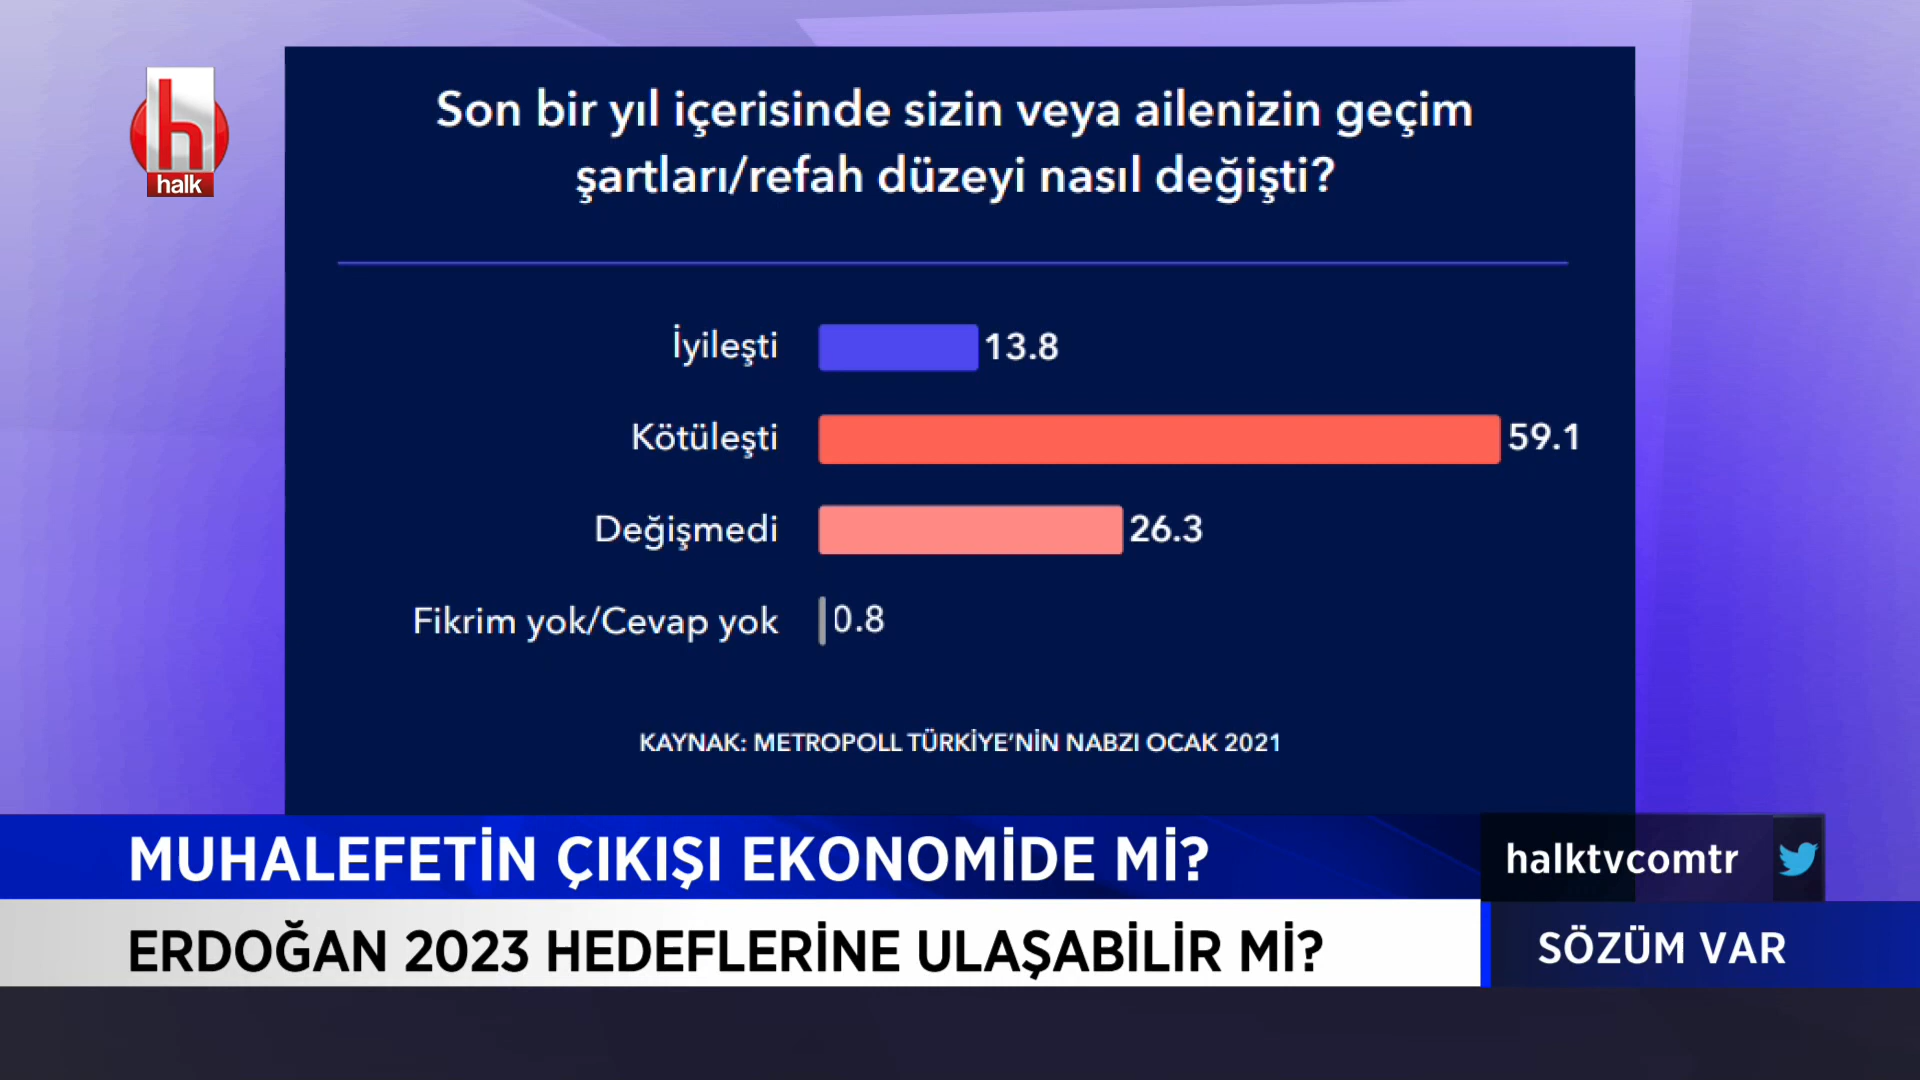 h
halk
Son bir yıl içerisinde sizin veya ailenizin geçim
şartları/refah düzeyi nasıl değişti?
İyileşti 13.8
Kötüleşti 59.1
Değişmedi 26.3
Fikrim yok/Cevap yok 0.8
KAYNAK: METROPOLL TÜRKİYE'NİN NABZI OCAK 2021
MUHALEFETİN ÇIKIŞI EKONOMİDE Mİ?
halktvcomtr
ERDOĞAN 2023 HEDEFLERİNE ULAŞABİLİR Mİ?
SÖZÜM VAR